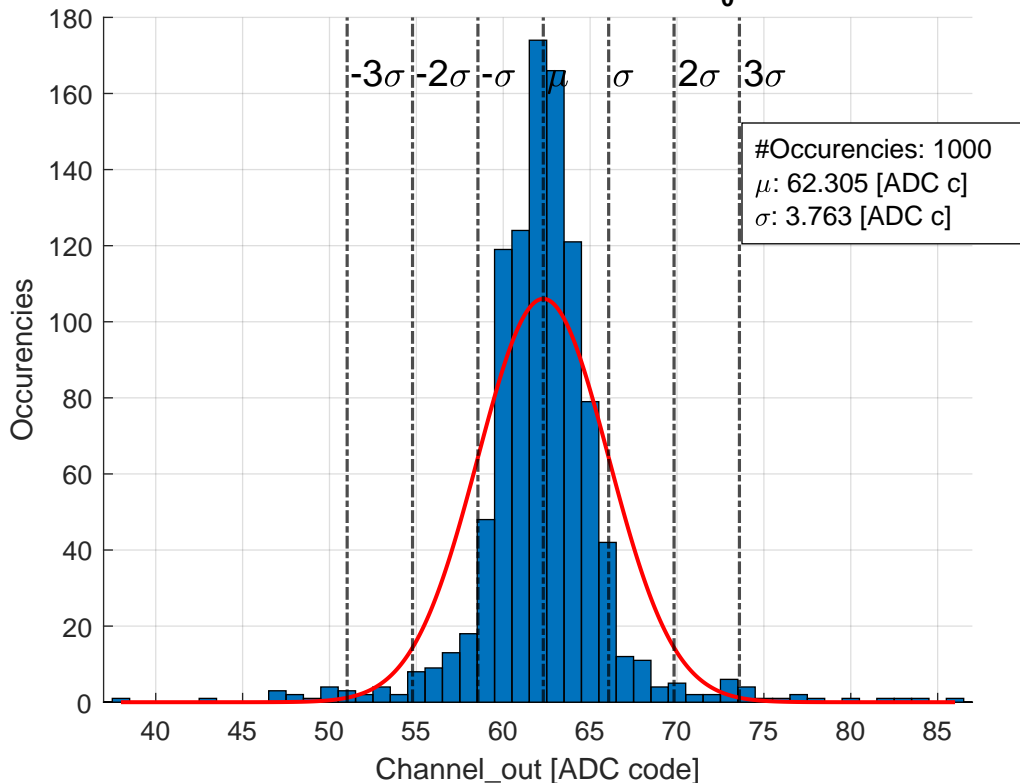 0
180
160
140
120
100
80
60
40
20
0
Occurencies
-3σ -2σ -σ μ σ 2σ 3σ
#Occurencies: 1000
μ: 62.305 [ADC c]
σ: 3.763 [ADC c]
40 45 50 55 60 65 70 75 80 85
Channel_out [ADC code]